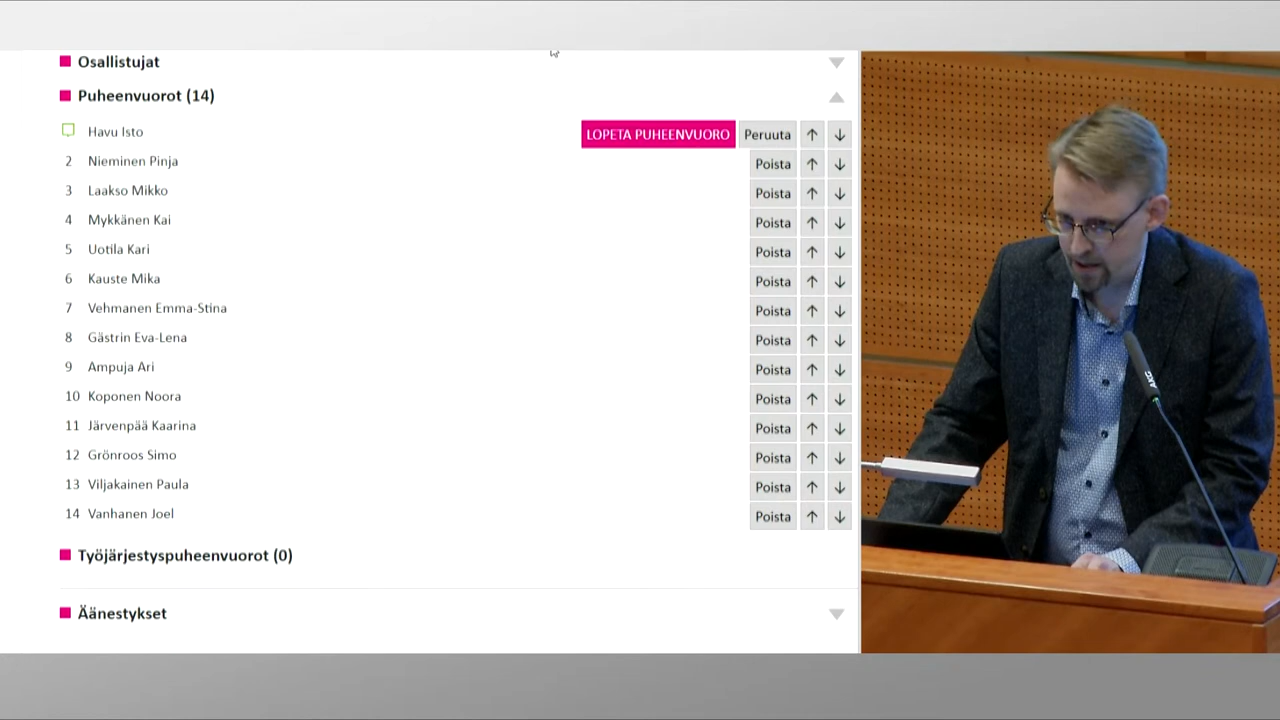 Osallistujat
Puheenvuorot (14)
Havu Isto LOPETA PUHEENVUORO Peruuta ↑ ↓
2 Nieminen Pinja Poista ↑ ↓
3 Laakso Mikko Poista ↑ ↓
4 Mykkänen Kai Poista ↑ ↓
5 Uotila Kari Poista ↑ ↓
6 Kauste Mika Poista ↑ ↓
7 Vehmanen Emma-Stina Poista ↑ ↓
8 Gästrin Eva-Lena Poista ↑ ↓
9 Ampuja Ari Poista ↑ ↓
10 Koponen Noora Poista ↑ ↓
11 Järvenpää Kaarina Poista ↑ ↓
12 Grönroos Simo Poista ↑ ↓
13 Viljakainen Paula Poista ↑ ↓
14 Vanhanen Joel Poista ↑ ↓
Työjärjestyspuheenvuorot (0)
Äänestykset
AKG